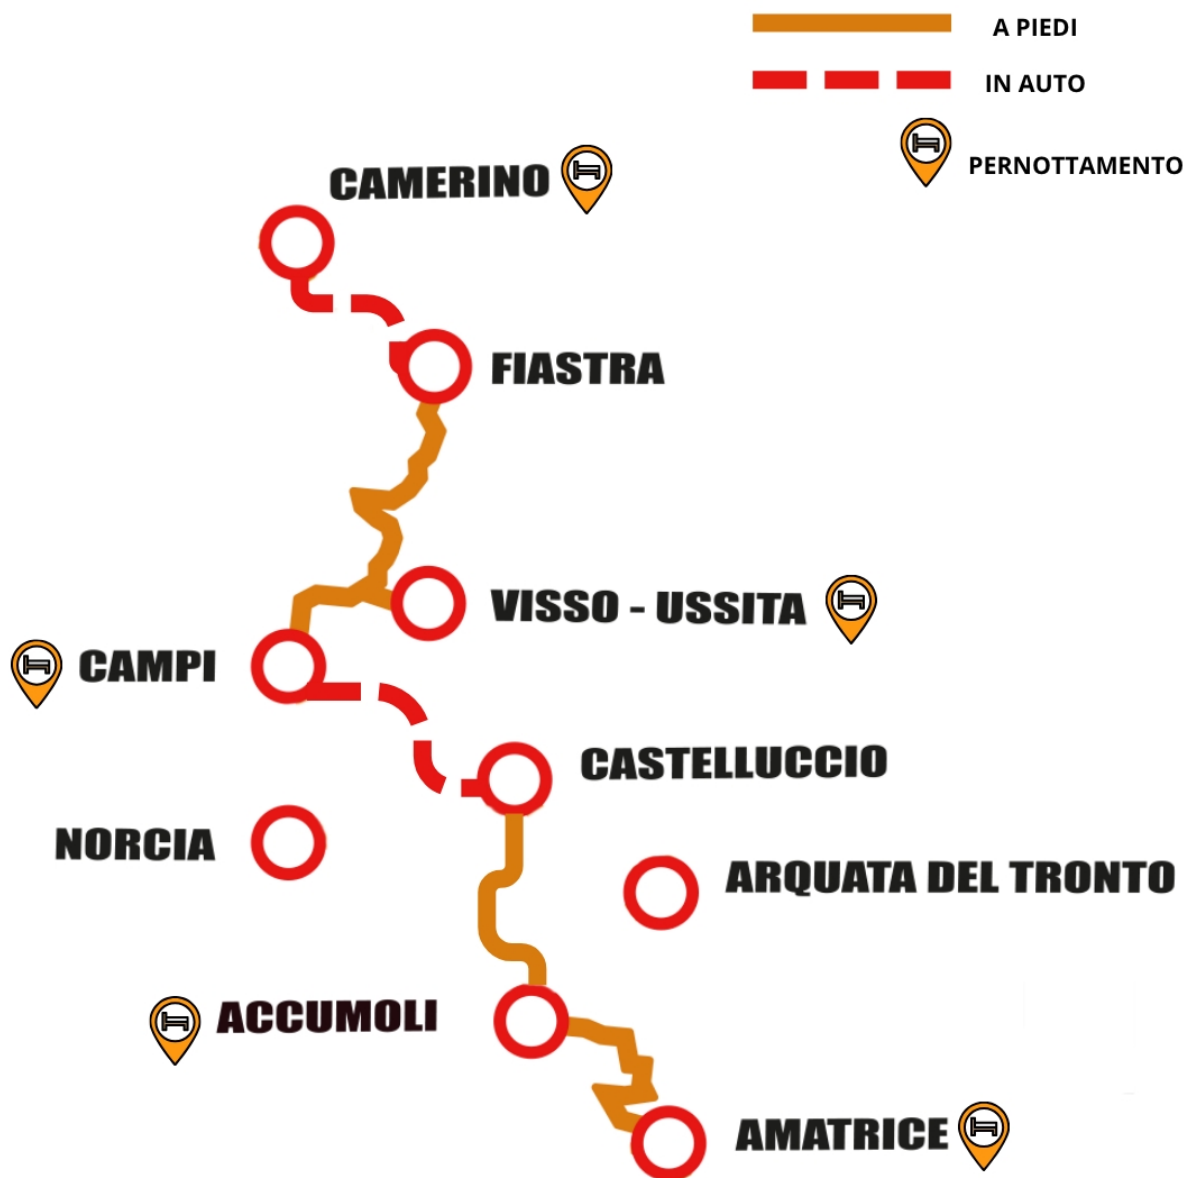 A PIEDI
IN AUTO
PERNOTTAMENTO
CAMERINO
FIASTRA
VISSO - USSITA
CAMPI
CASTELLUCCIO
NORCIA
ARQUATA DEL TRONTO
ACCUMOLI
AMATRICE